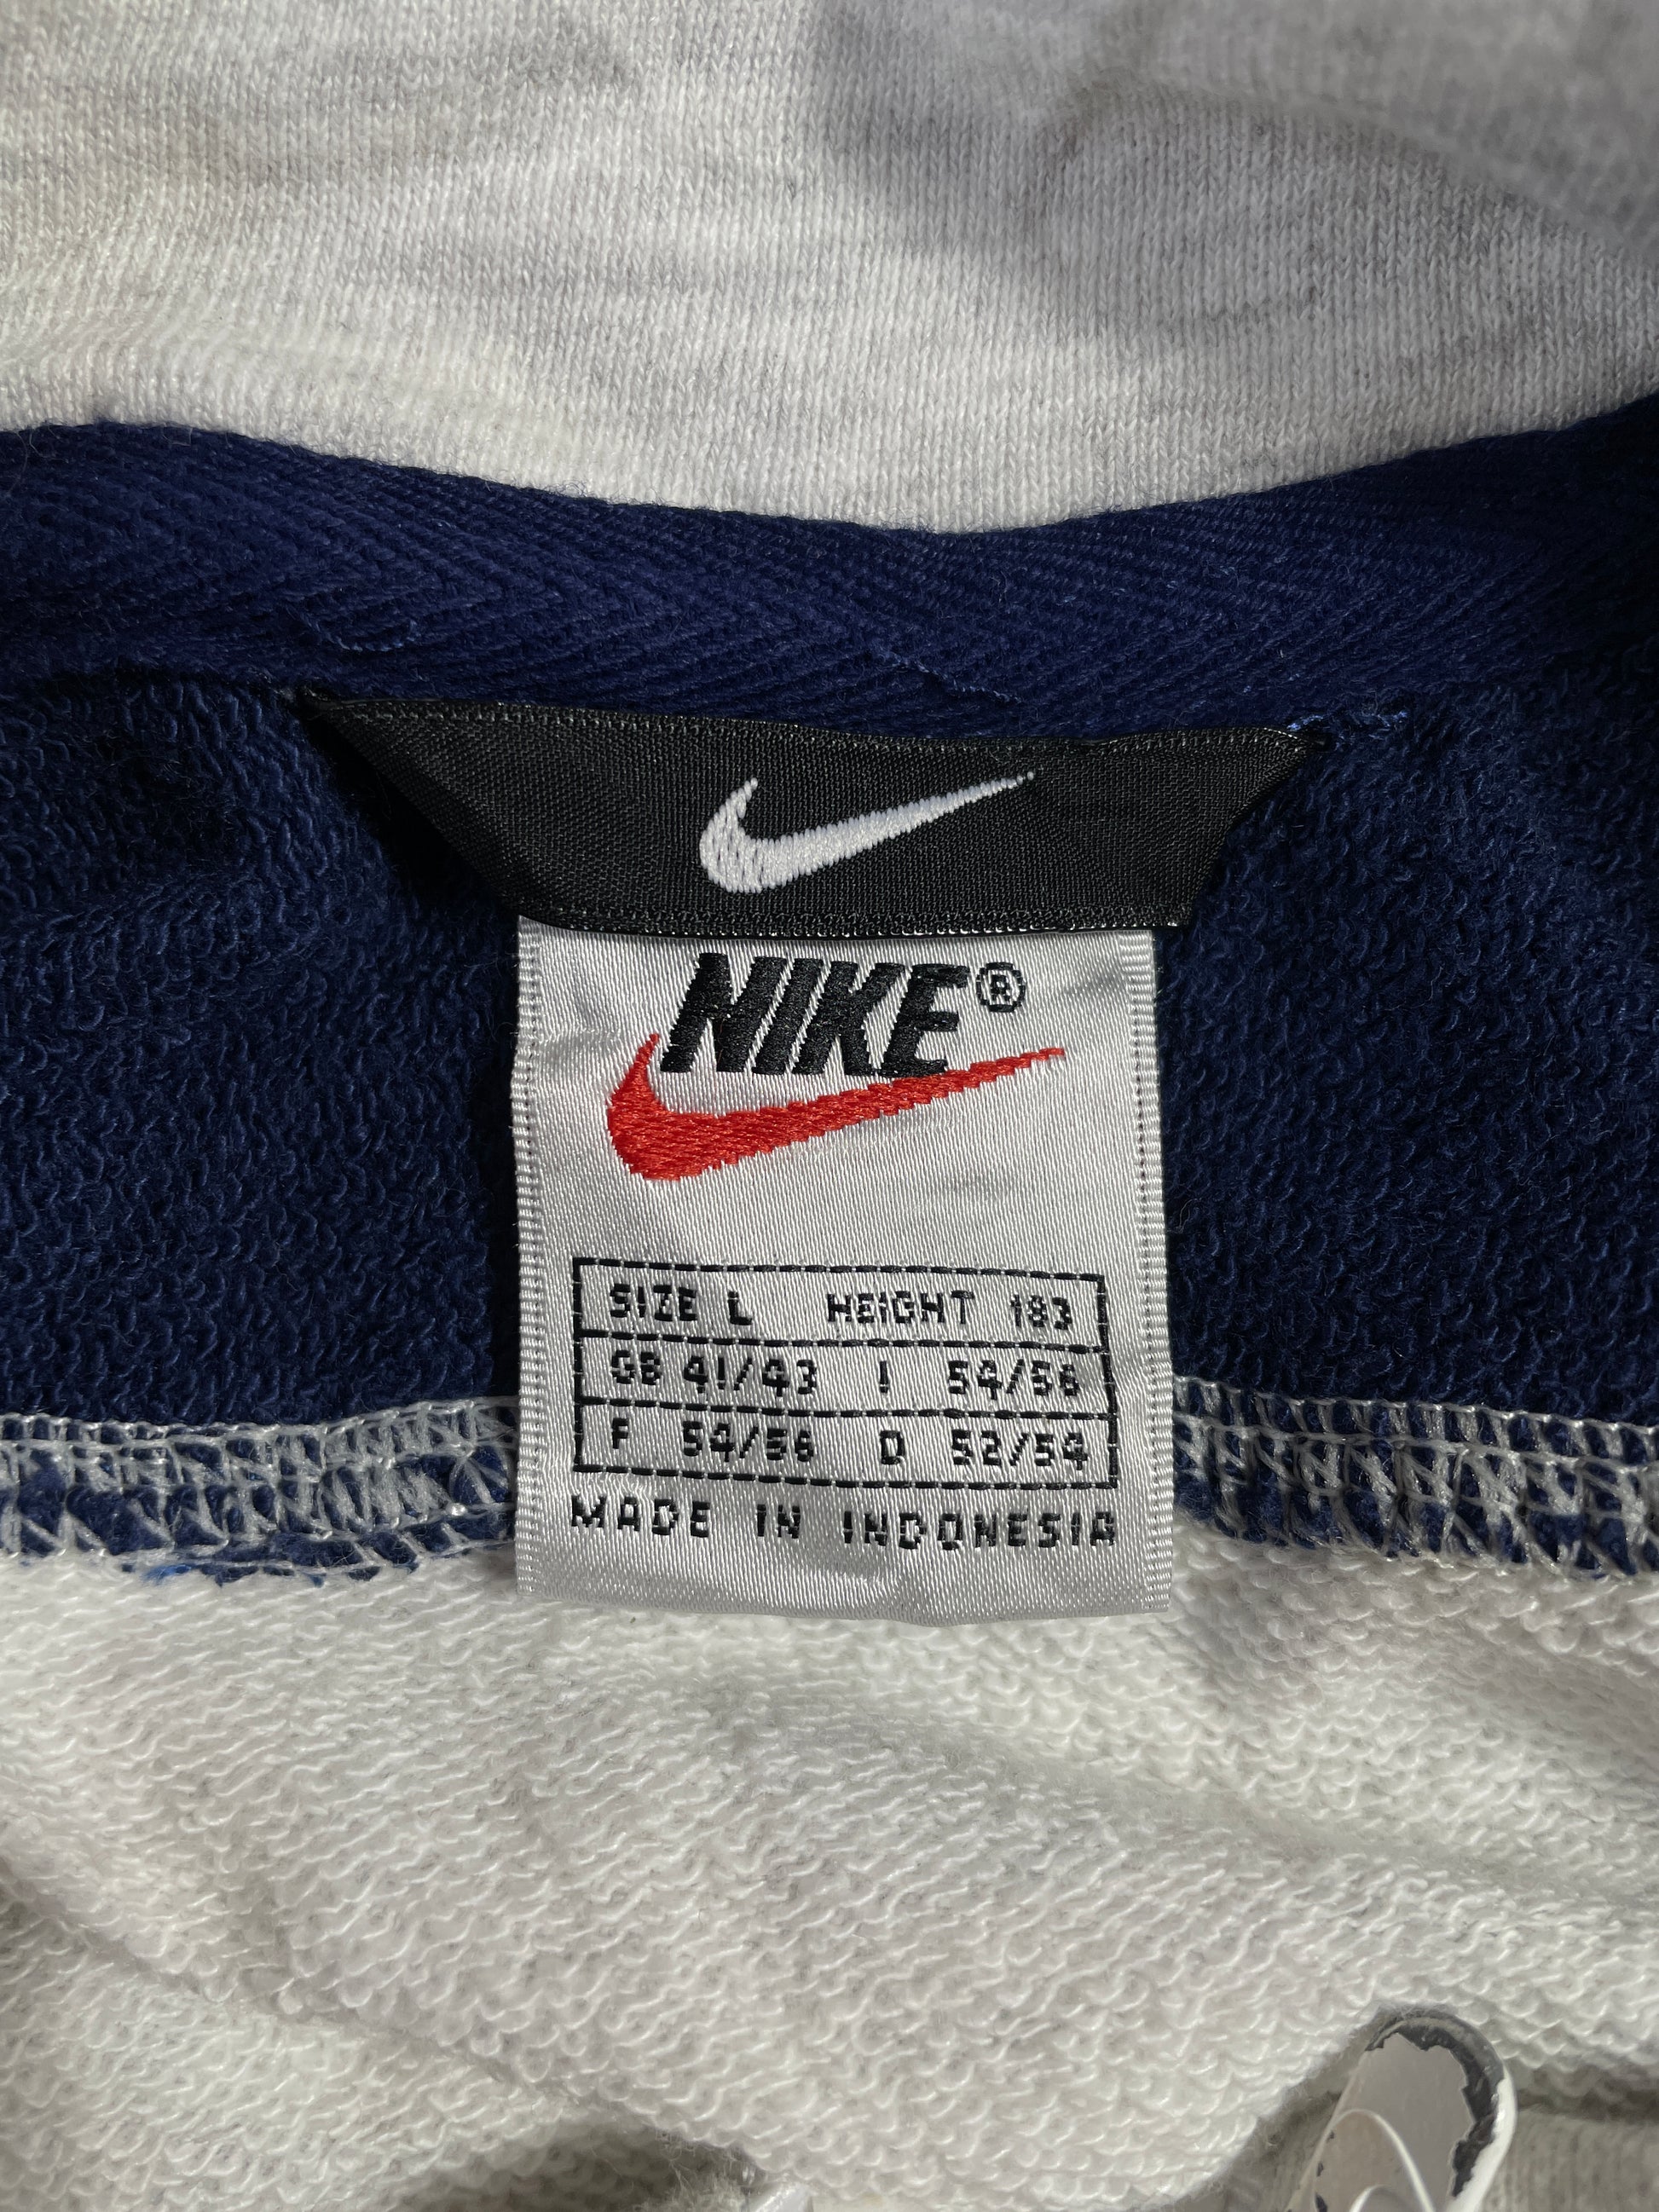 NIKE®
SIZE L HEIGHT 183
GB 41/43 I 54/56
F 54/56 D 52/54
MADE IN INDONESIA